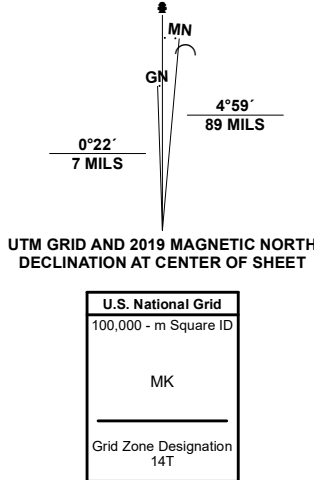 MN
GN
4°59´
89 MILS
0°22´
7 MILS
UTM GRID AND 2019 MAGNETIC NORTH
DECLINATION AT CENTER OF SHEET
U.S. National Grid
100,000 - m Square ID
MK
Grid Zone Designation
14T